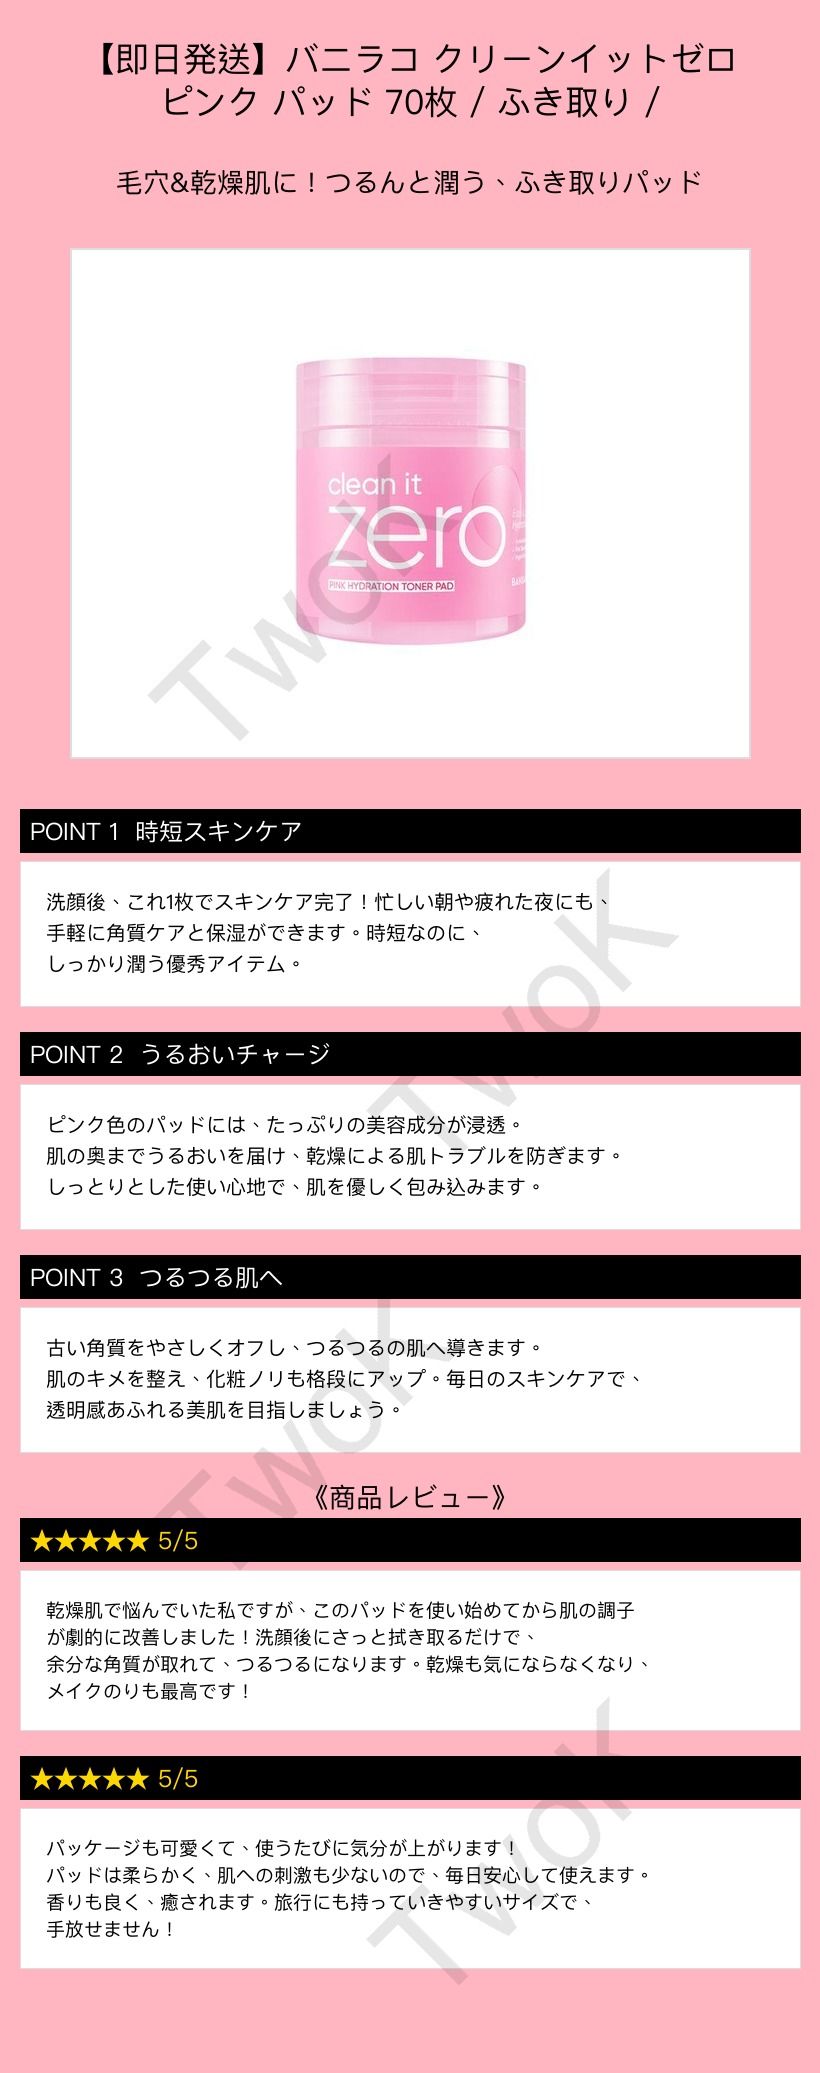 【即日発送】バニラコ クリーンイットゼロ
ピンク パッド 70枚 / ふき取り /
毛穴&乾燥肌に！つるんと潤う、ふき取りパッド
clean it
zero
PINK HYDRATION TONER PAD
TwoK
POINT 1 時短スキンケア
洗顔後、これ1枚でスキンケア完了！忙しい朝や疲れた夜にも、
手軽に角質ケアと保湿ができます。時短なのに、
しっかり潤う優秀アイテム。
TwoK
POINT 2 うるおいチャージ
ピンク色のパッドには、たっぷりの美容成分が浸透。
肌の奥までうるおいを届け、乾燥による肌トラブルを防ぎます。
しっとりとした使い心地で、肌を優しく包み込みます。
POINT 3 つるつる肌へ
古い角質をやさしくオフし、つるつるの肌へ導きます。
肌のキメを整え、化粧ノリも格段にアップ。毎日のスキンケアで、
透明感あふれる美肌を目指しましょう。
TwoK
《商品レビュー》
★★★★★ 5/5
乾燥肌で悩んでいた私ですが、このパッドを使い始めてから肌の調子
が劇的に改善しました！洗顔後にさっと拭き取るだけで、
余分な角質が取れて、つるつるになります。乾燥も気にならなくなり、
メイクのりも最高です！
★★★★★ 5/5
パッケージも可愛くて、使うたびに気分が上がります！
パッドは柔らかく、肌への刺激も少ないので、毎日安心して使えます。
香りも良く、癒されます。旅行にも持っていきやすいサイズで、
手放せません！
TwoK